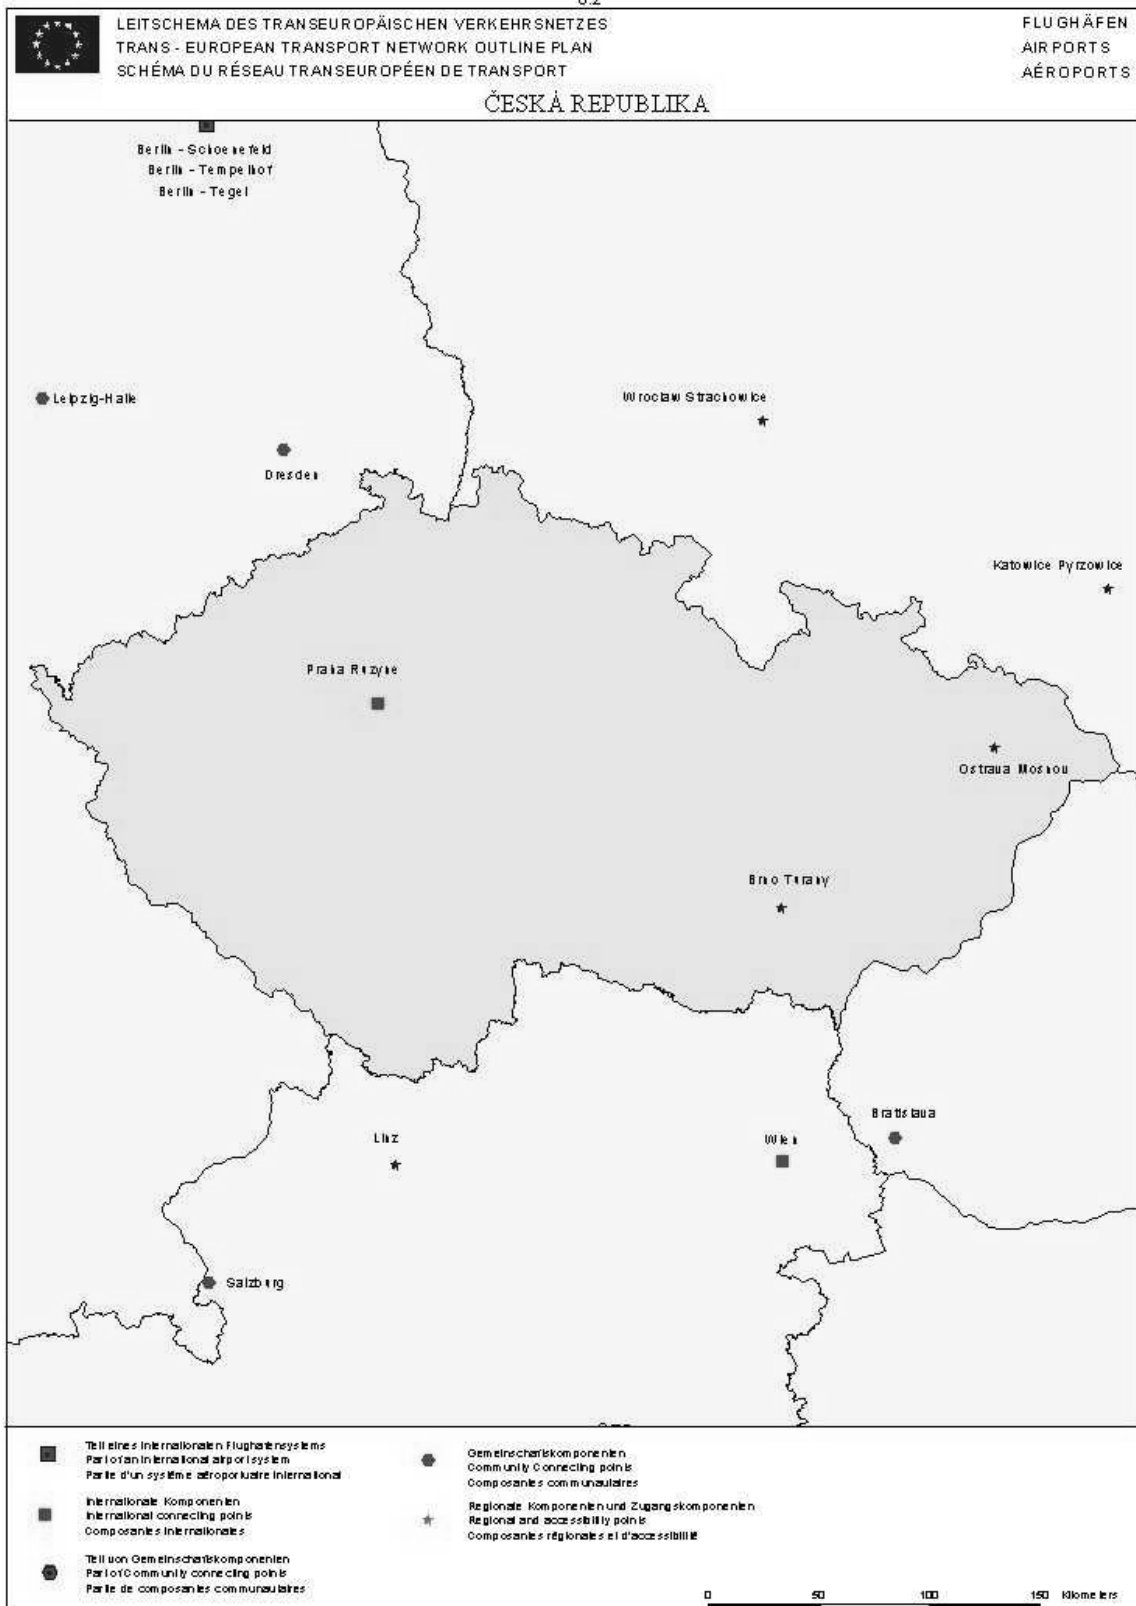 LEITSCHEMA DES TRANSEUROPÄISCHEN VERKEHRSNETZES
TRANS - EUROPEAN TRANSPORT NETWORK OUTLINE PLAN
SCHÉMA DU RÉSEAU TRANSEUROPÉEN DE TRANSPORT
FLUGHÄFEN
AIRPORTS
AÉROPORTS
ČESKÁ REPUBLIKA
Berlin - Schoenefeld
Berlin - Tempelhof
Berlin - Tegel
Leipzig-Halle
Wroclaw Strachowice
Dresden
Katowice Pyrzowice
Praha Ruzyne
Ostrava Mosnov
Brno Turany
Bratislava
Linz
Wien
Salzburg
Teil eines Internationalen Flughafensystems
Part of an International airport system
Partie d'un système aéroportuaire International
Internationale Komponenten
International connecting points
Composantes Internationales
Teil von Gemeinschaftskomponenten
Part of Community connecting points
Partie de composantes communautaires
Gemeinschaftskomponenten
Community Connecting points
Composantes communautaires
Regionale Komponenten und Zugangskomponenten
Regional and accessibility points
Composantes régionales et d'accessibilité
0 50 100 150 Kilometers